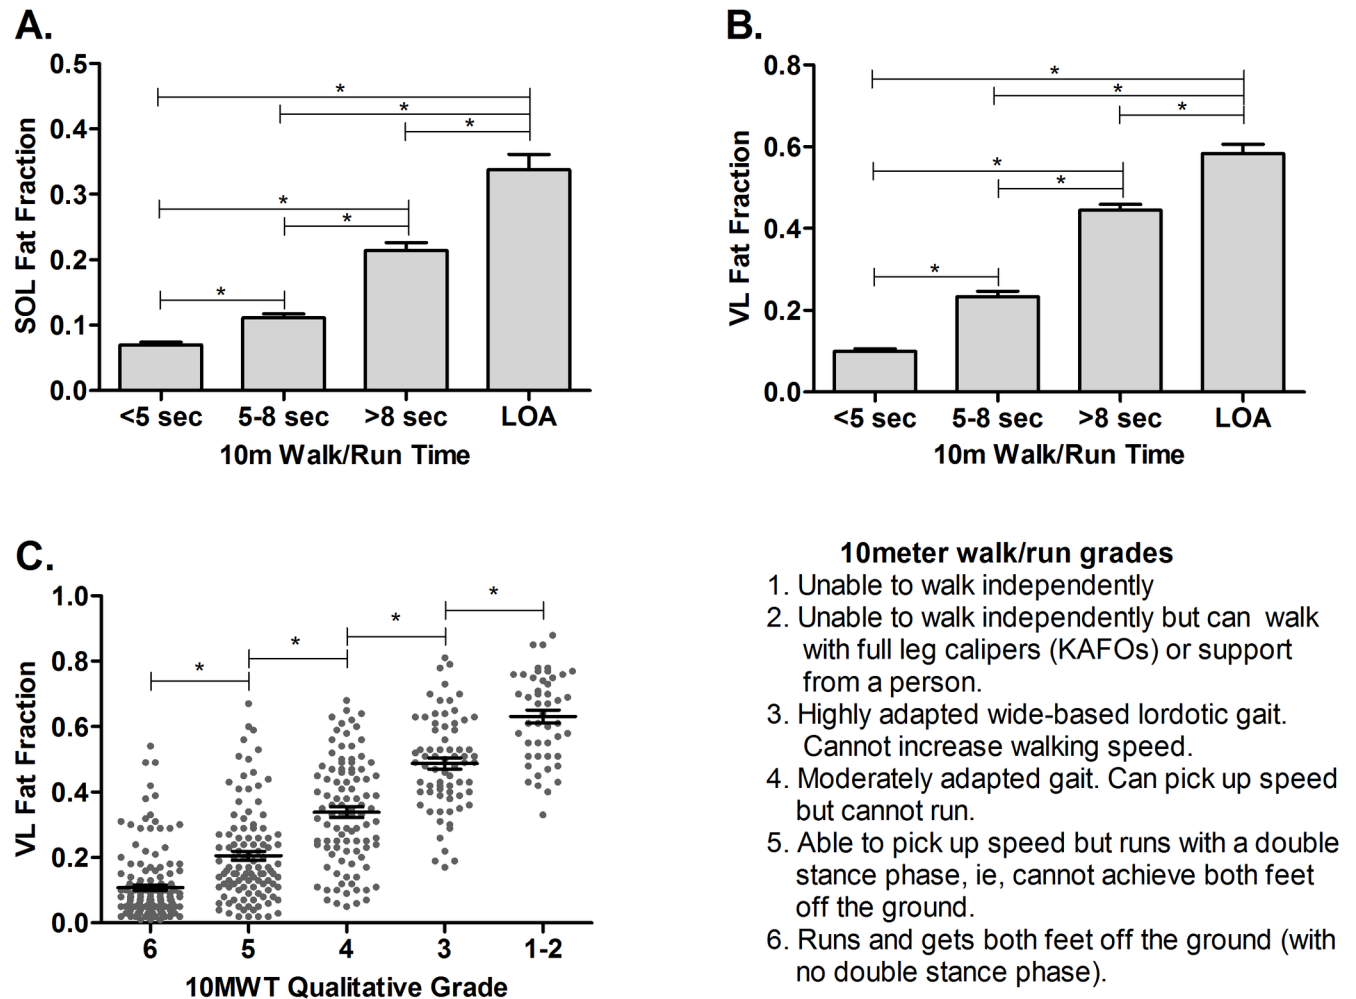 A.
0.5
0.4
0.3
0.2
0.1
0.0
SOL Fat Fraction
* 
*
*
*
*
*
<5 sec 5-8 sec >8 sec LOA
10m Walk/Run Time
B.
0.8
0.6
0.4
0.2
0.0
VL Fat Fraction
*
*
*
*
*
*
<5 sec 5-8 sec >8 sec LOA
10m Walk/Run Time
C.
1.0
0.8
0.6
0.4
0.2
0.0
VL Fat Fraction
*
*
*
*
6 5 4 3 1-2
10MWT Qualitative Grade
10meter walk/run grades
1. Unable to walk independently
2. Unable to walk independently but can walk
with full leg calipers (KAFOs) or support
from a person.
3. Highly adapted wide-based lordotic gait.
Cannot increase walking speed.
4. Moderately adapted gait. Can pick up speed
but cannot run.
5. Able to pick up speed but runs with a double
stance phase, ie, cannot achieve both feet
off the ground.
6. Runs and gets both feet off the ground (with
no double stance phase).